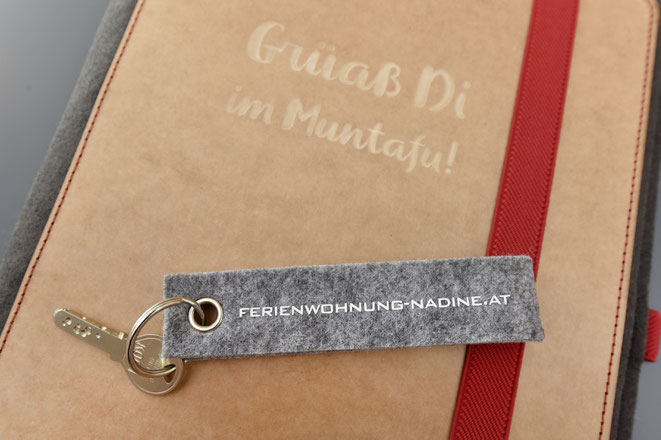 Grüaß Di
im Muntafu!
FERIENWOHNUNG-NADINE.AT